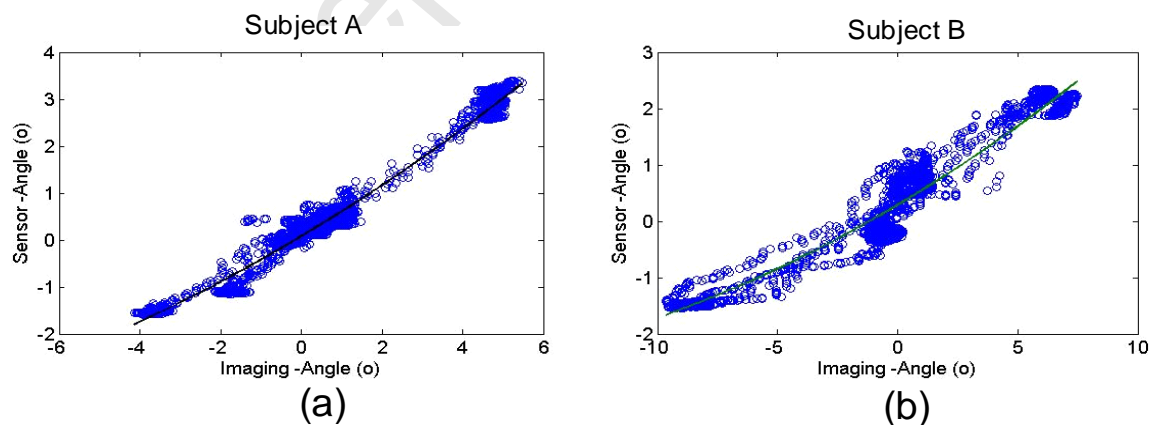 Subject A
4
3
2
1
0
-1
-2
-6 -4 -2 0 2 4 6
Sensor -Angle (o)
Imaging -Angle (o)
(a)
Subject B
3
2
1
0
-1
-2
-10 -5 0 5 10
Sensor -Angle (o)
Imaging -Angle (o)
(b)